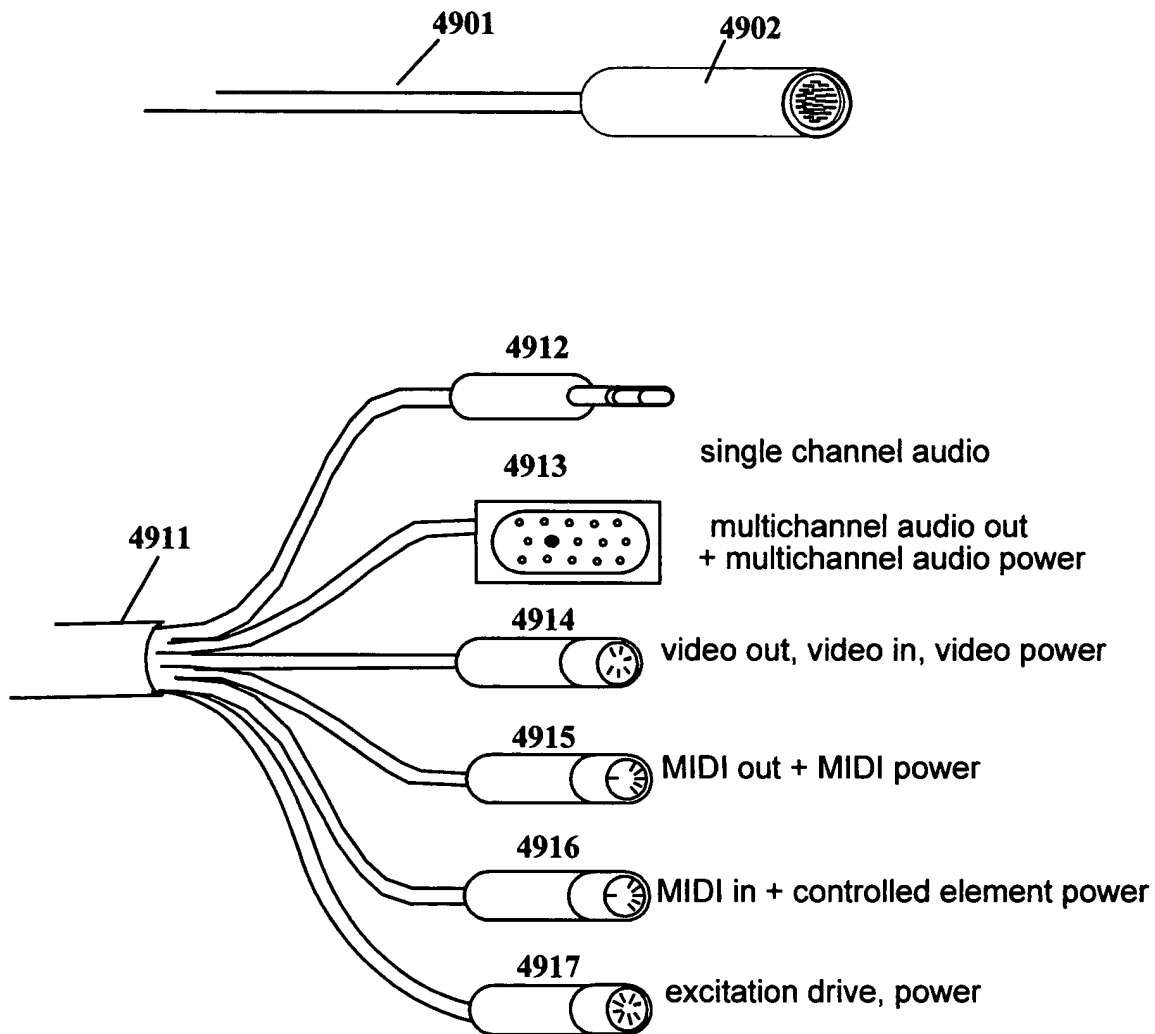 4901
4902
4912
single channel audio
4913
multichannel audio out
+ multichannel audio power
4911
4914
video out, video in, video power
4915
MIDI out + MIDI power
4916
MIDI in + controlled element power
4917
excitation drive, power